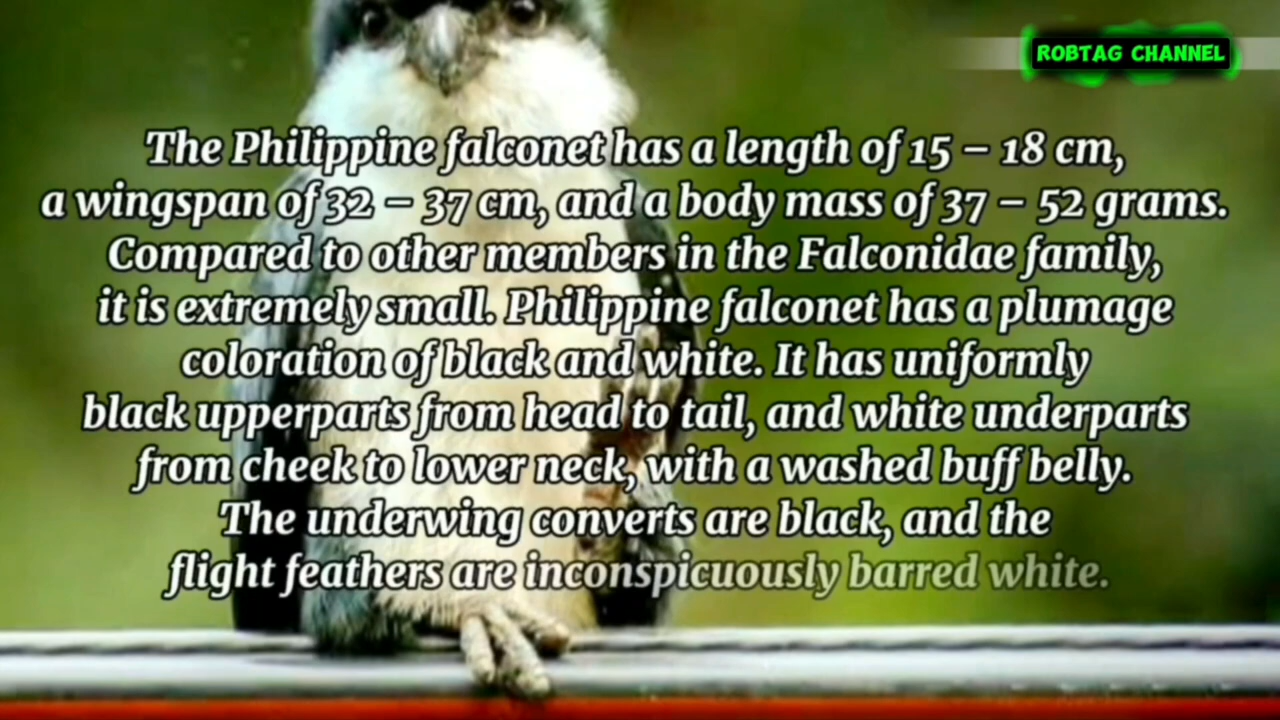 ROBTAG CHANNEL
The Philippine falconet has a length of 15 – 18 cm,
a wingspan of 32 – 37 cm, and a body mass of 37 – 52 grams.
Compared to other members in the Falconidae family,
it is extremely small. Philippine falconet has a plumage
coloration of black and white. It has uniformly
black upperparts from head to tail, and white underparts
from cheek to lower neck, with a washed buff belly.
The underwing converts are black, and the
flight feathers are inconspicuously barred white.